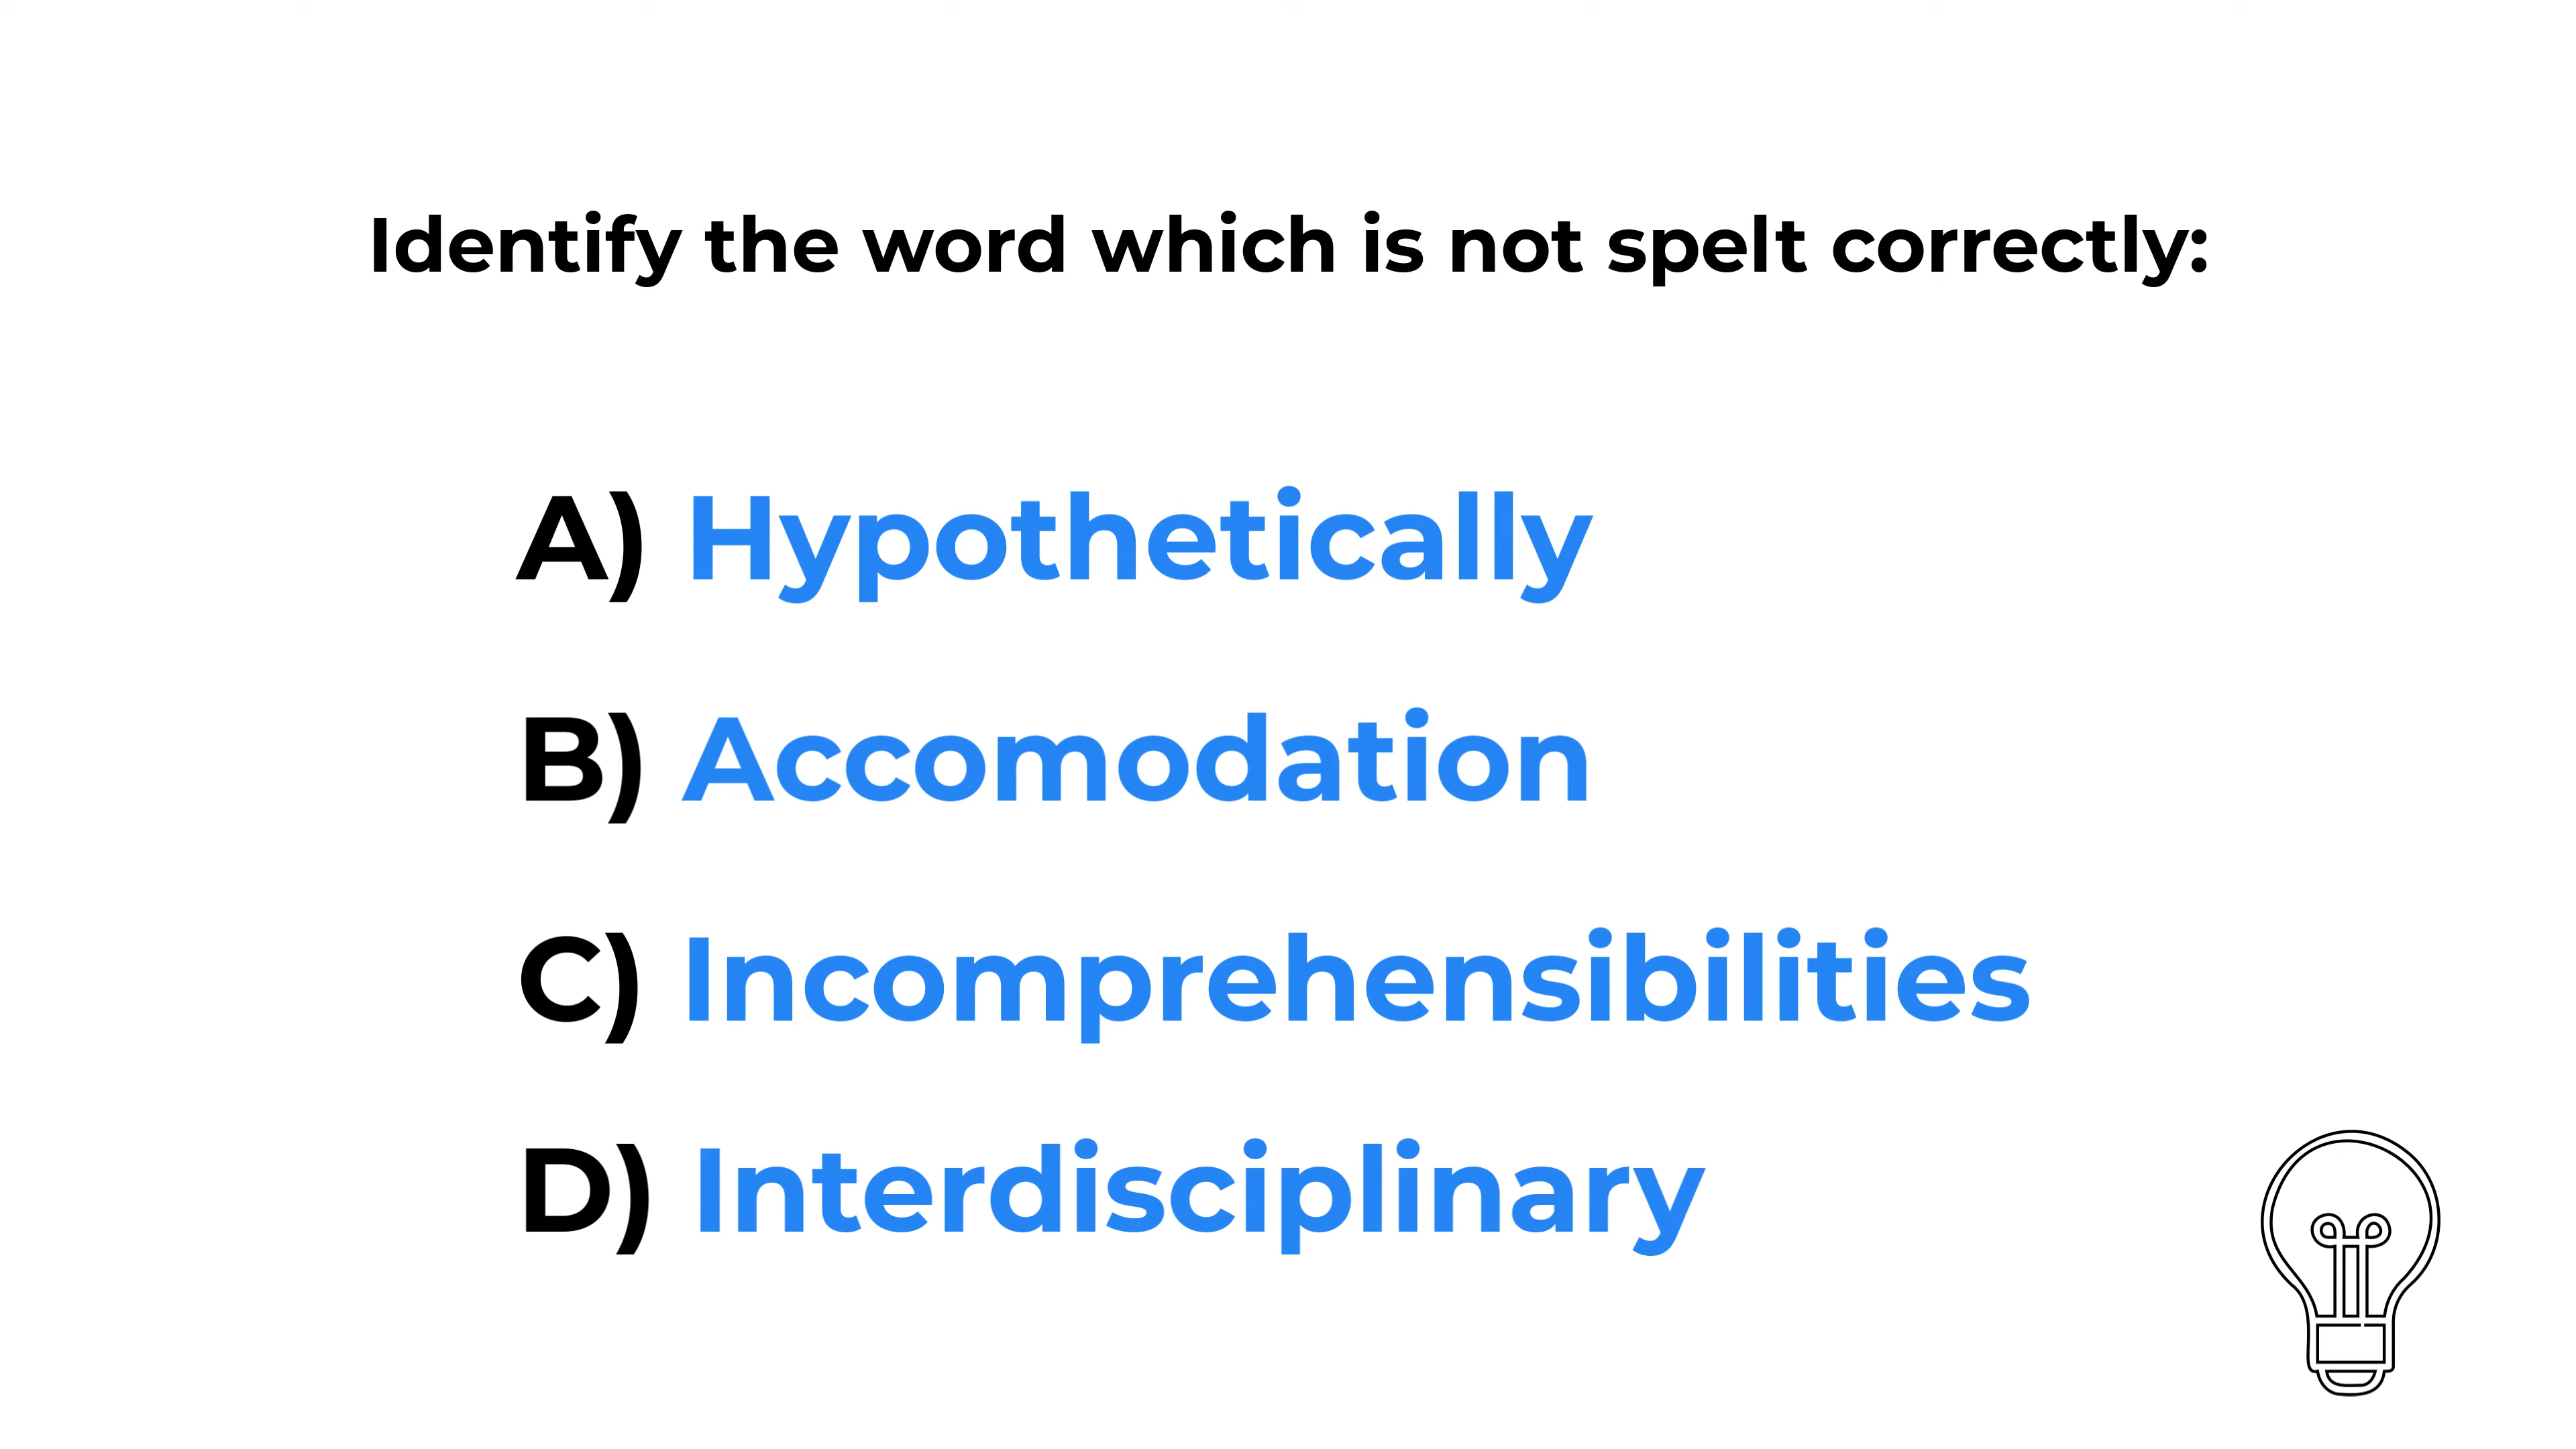 Identify the word which is not spelt correctly:
A) Hypothetically
B) Accomodation
C) Incomprehensibilities
D) Interdisciplinary